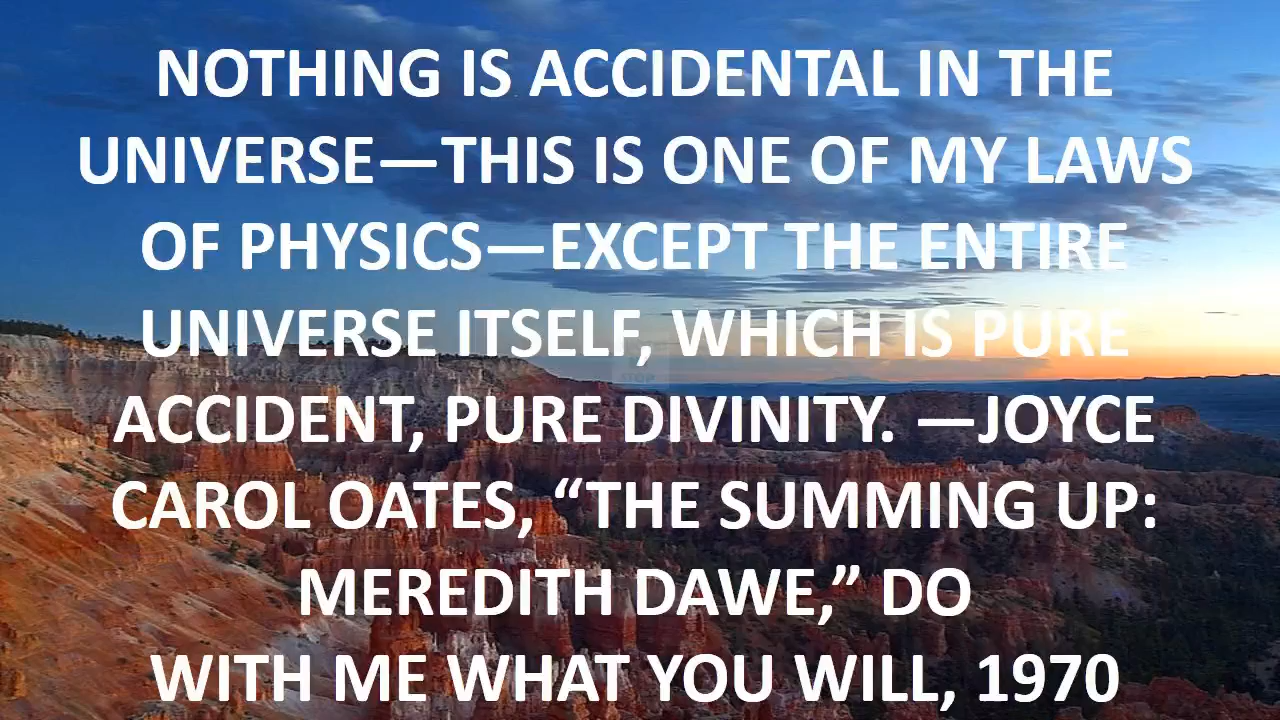 NOTHING IS ACCIDENTAL IN THE
UNIVERSE—THIS IS ONE OF MY LAWS
OF PHYSICS—EXCEPT THE ENTIRE
UNIVERSE ITSELF, WHICH IS PURE
ACCIDENT, PURE DIVINITY. —JOYCE
CAROL OATES, “THE SUMMING UP:
MEREDITH DAWE,” DO
WITH ME WHAT YOU WILL, 1970